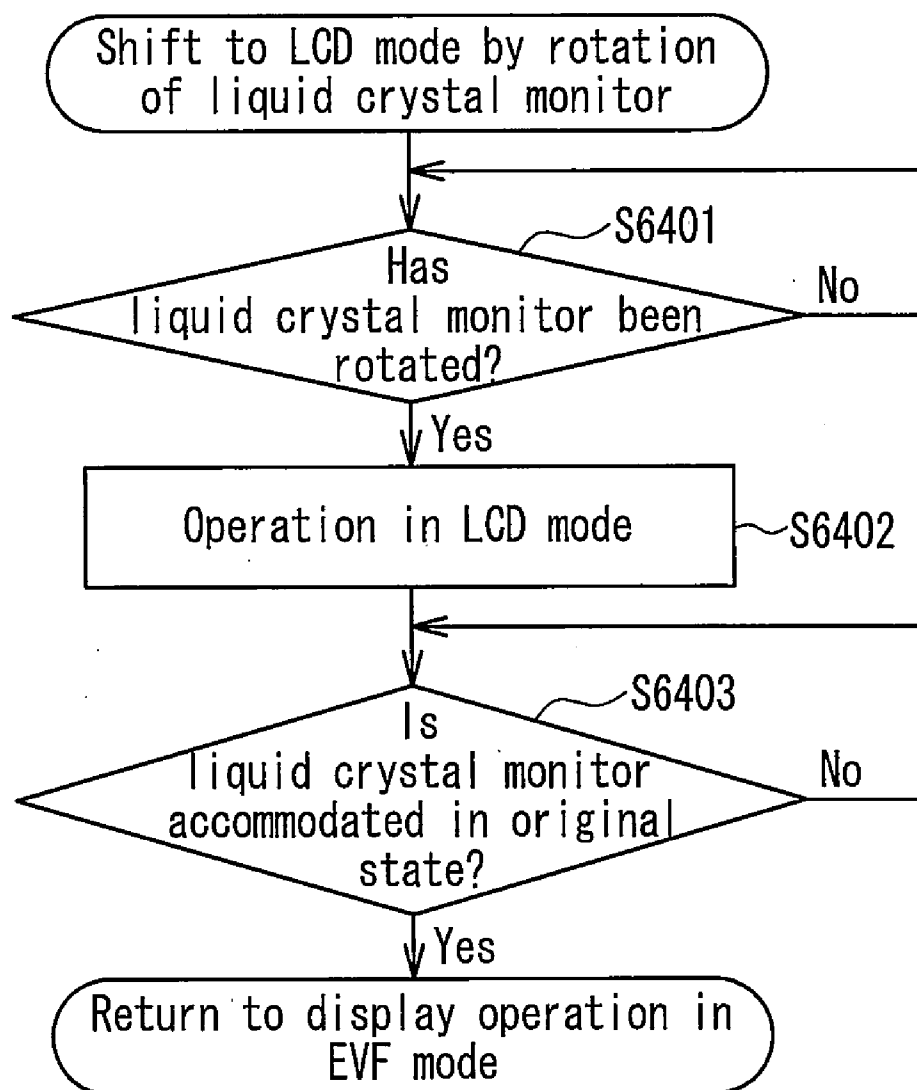 Shift to LCD mode by rotation
of liquid crystal monitor
S6401
Has
liquid crystal monitor been
rotated?
No
Yes
Operation in LCD mode
S6402
S6403
Is
liquid crystal monitor
accommodated in original
state?
No
Yes
Return to display operation in
EVF mode